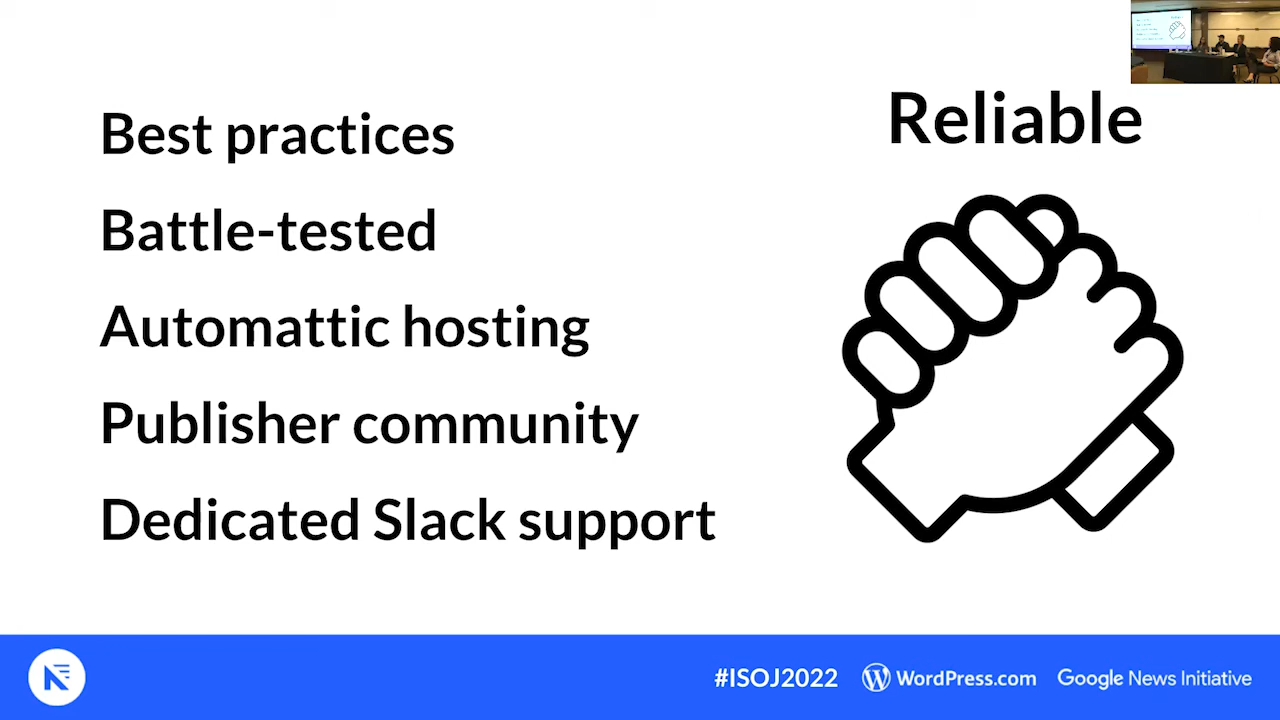 Best practices
Battle-tested
Automattic hosting
Publisher community
Dedicated Slack support
Reliable
#ISOJ2022
WordPress.com
Google News Initiative